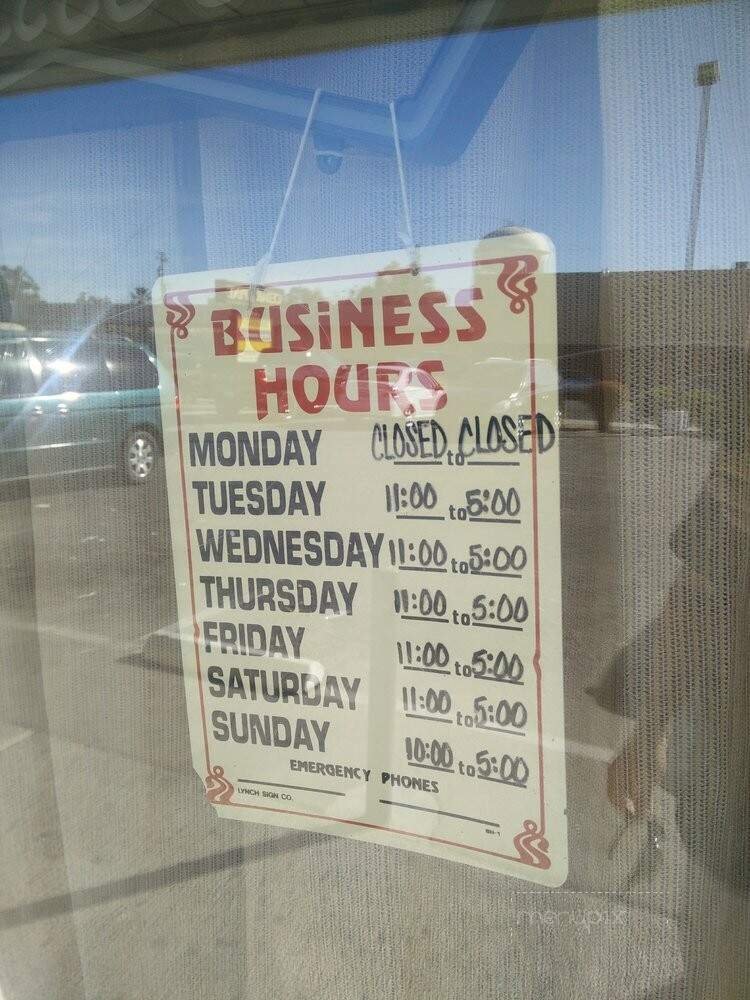 BUSINESS
HOURS
MONDAY CLOSED to CLOSED
TUESDAY 11:00 to 5:00
WEDNESDAY 11:00 to 5:00
THURSDAY 11:00 to 5:00
FRIDAY 11:00 to 5:00
SATURDAY 11:00 to 5:00
SUNDAY 10:00 to 5:00
EMERGENCY PHONES
LYNCH SIGN CO.
menupix